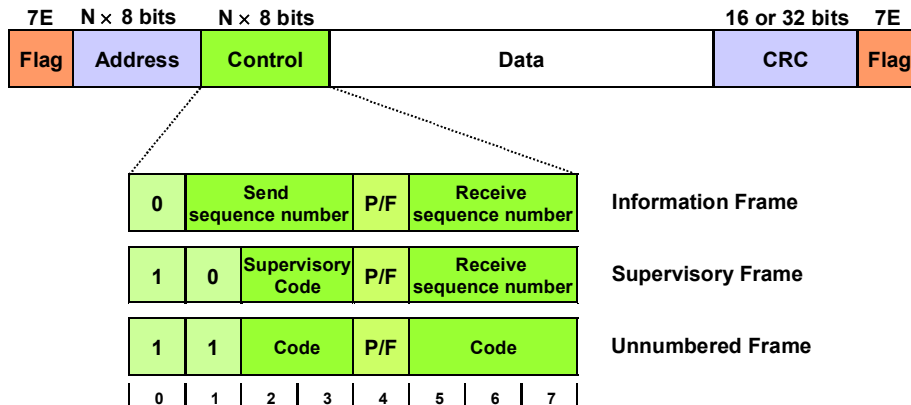 7E N × 8 bits N × 8 bits 16 or 32 bits 7E
Flag Address Control Data CRC Flag
0 Send sequence number P/F Receive sequence number Information Frame
1 0 Supervisory Code P/F Receive sequence number Supervisory Frame
1 1 Code P/F Code Unnumbered Frame
0 1 2 3 4 5 6 7